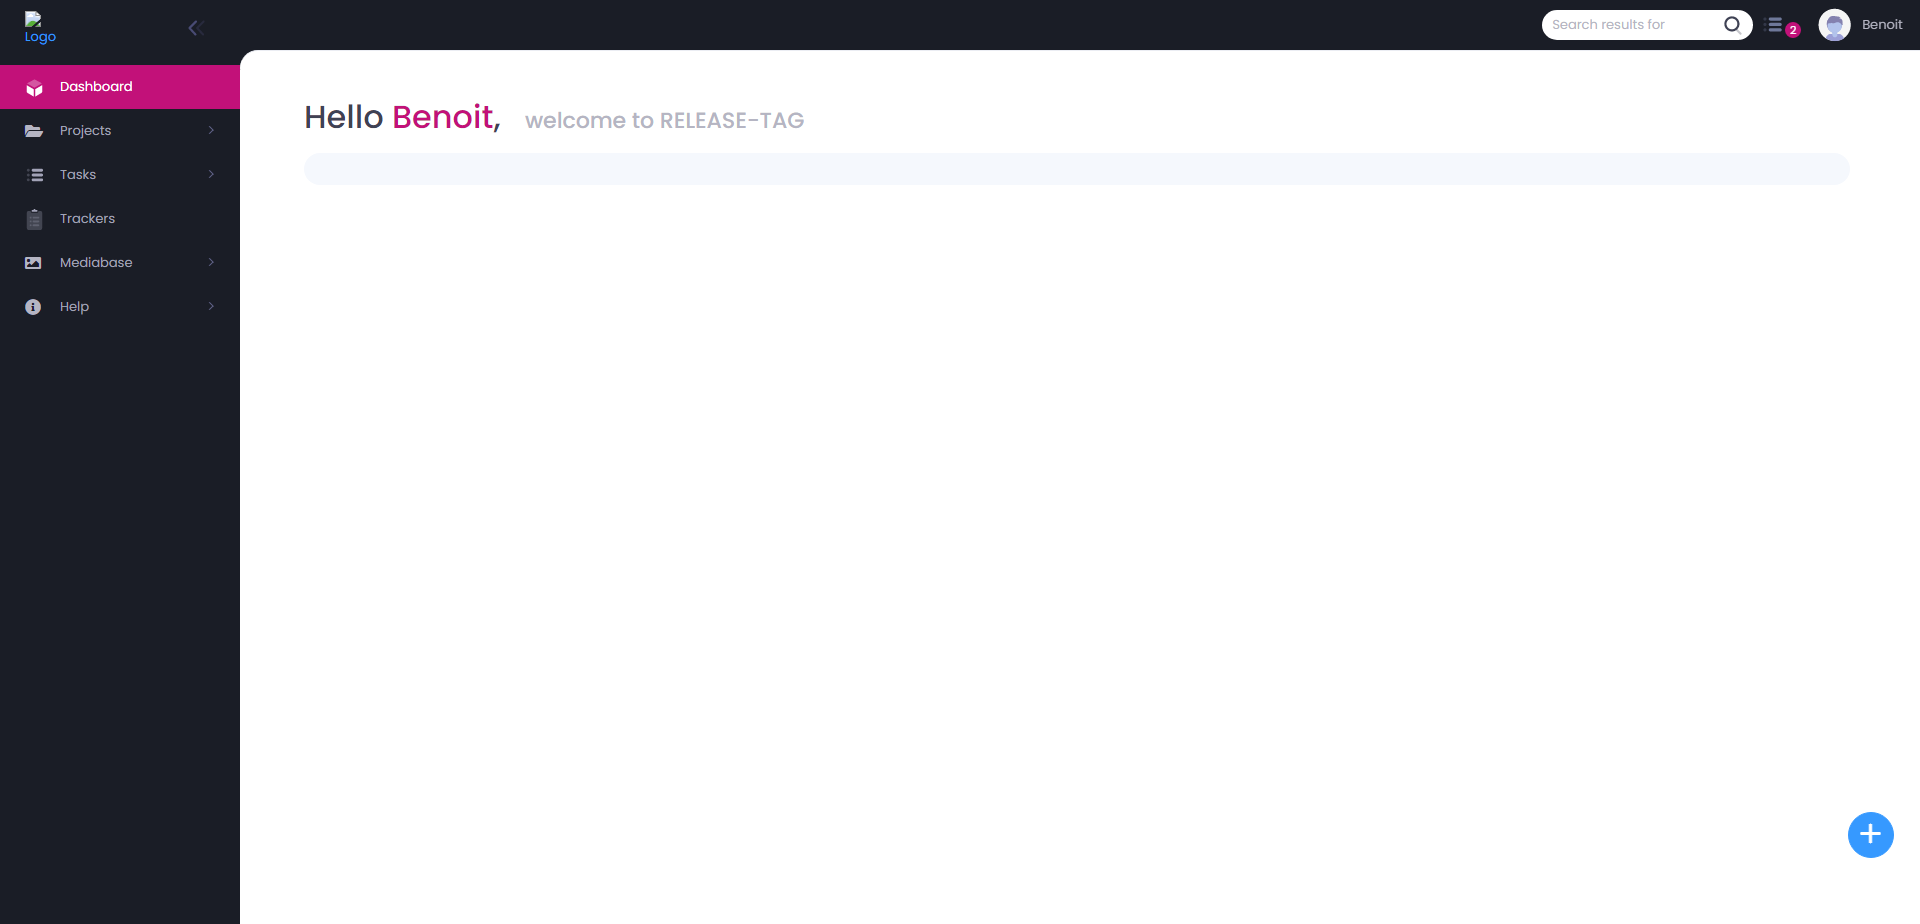 Logo
Search results for
2
Benoit
Dashboard
Projects
Tasks
Trackers
Mediabase
Help
Hello Benoit, welcome to RELEASE-TAG